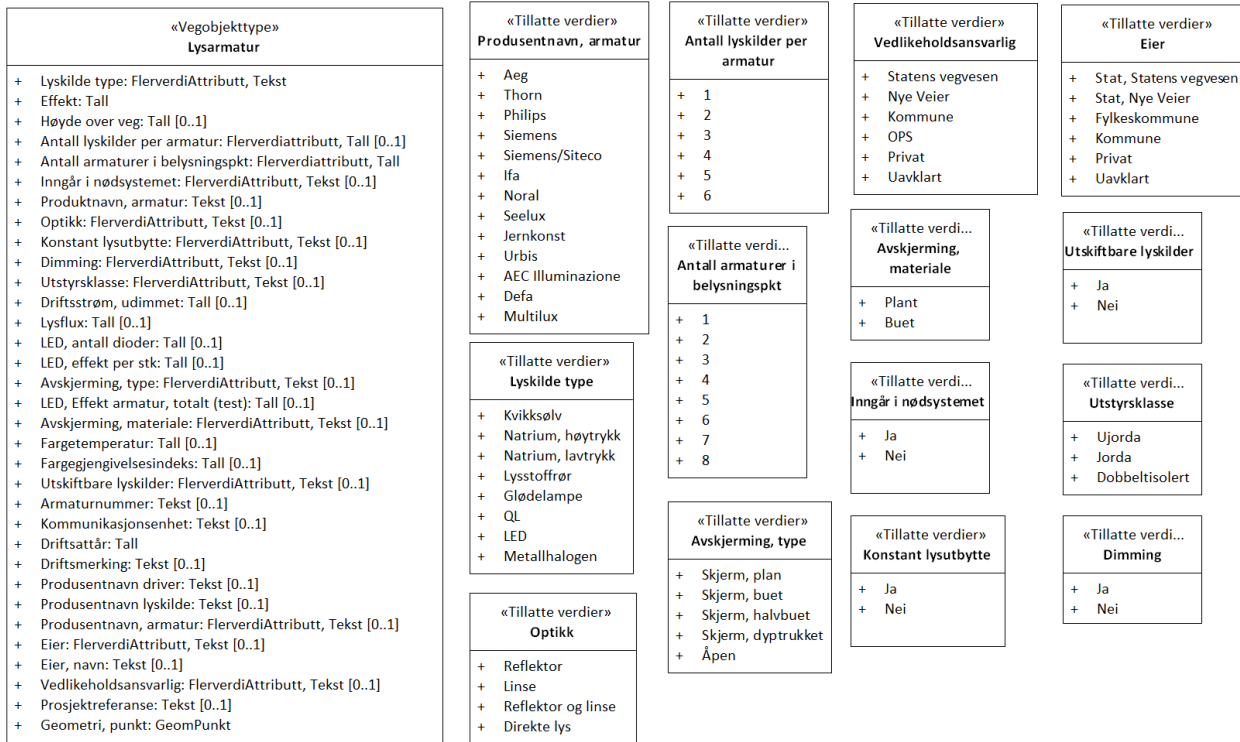 «Vegobjekttype»
Lysarmatur
+ Lyskilde type: FlerverdiAttributt, Tekst
+ Effekt: Tall
+ Høyde over veg: Tall [0..1]
+ Antall lyskilder per armatur: Flerverdiattributt, Tall [0..1]
+ Antall armaturer i belysningspkt: Flerverdiattributt, Tall
+ Inngår i nødsystemet: FlerverdiAttributt, Tekst [0..1]
+ Produktnavn, armatur: Tekst [0..1]
+ Optikk: FlerverdiAttributt, Tekst [0..1]
+ Konstant lysutbytte: FlerverdiAttributt, Tekst [0..1]
+ Dimming: FlerverdiAttributt, Tekst [0..1]
+ Utstyrsklasse: FlerverdiAttributt, Tekst [0..1]
+ Driftsstrøm, udimmet: Tall [0..1]
+ Lysflux: Tall [0..1]
+ LED, antall dioder: Tall [0..1]
+ LED, effekt per stk: Tall [0..1]
+ Avskjerming, type: FlerverdiAttributt, Tekst [0..1]
+ LED, Effekt armatur, totalt (test): Tall [0..1]
+ Avskjerming, materiale: FlerverdiAttributt, Tekst [0..1]
+ Fargetemperatur: Tall [0..1]
+ Fargegjengivelsesindeks: Tall [0..1]
+ Utskiftbare lyskilder: FlerverdiAttributt, Tekst [0..1]
+ Armaturnummer: Tekst [0..1]
+ Kommunikasjonsenhet: Tekst [0..1]
+ Driftsattår: Tall
+ Driftsmerking: Tekst [0..1]
+ Produsentnavn driver: Tekst [0..1]
+ Produsentnavn lyskilde: Tekst [0..1]
+ Produsentnavn, armatur: FlerverdiAttributt, Tekst [0..1]
+ Eier: FlerverdiAttributt, Tekst [0..1]
+ Eier, navn: Tekst [0..1]
+ Vedlikeholdsansvarlig: FlerverdiAttributt, Tekst [0..1]
+ Prosjektreferanse: Tekst [0..1]
+ Geometri, punkt: GeomPunkt
«Tillatte verdier»
Produsentnavn, armatur
+ Aeg
+ Thorn
+ Philips
+ Siemens
+ Siemens/Siteco
+ Ifa
+ Noral
+ Seelux
+ Jernkonst
+ Urbis
+ AEC Illuminazione
+ Defa
+ Multilux
«Tillatte verdier»
Lyskilde type
+ Kvikksølv
+ Natrium, høytrykk
+ Natrium, lavtrykk
+ Lysstoffrør
+ Glødelampe
+ QL
+ LED
+ Metallhalogen
«Tillatte verdier»
Optikk
+ Reflektor
+ Linse
+ Reflektor og linse
+ Direkte lys
«Tillatte verdier»
Antall lyskilder per
armatur
+ 1
+ 2
+ 3
+ 4
+ 5
+ 6
«Tillatte verdi...
Antall armaturer i
belysningspkt
+ 1
+ 2
+ 3
+ 4
+ 5
+ 6
+ 7
+ 8
«Tillatte verdier»
Avskjerming, type
+ Skjerm, plan
+ Skjerm, buet
+ Skjerm, halvbuet
+ Skjerm, dyptrukket
+ Åpen
«Tillatte verdier»
Vedlikeholdsansvarlig
+ Statens vegvesen
+ Nye Veier
+ Kommune
+ OPS
+ Privat
+ Uavklart
«Tillatte verdi...
Avskjerming,
materiale
+ Plant
+ Buet
«Tillatte verdi...
Inngår i nødsystemet
+ Ja
+ Nei
«Tillatte verdier»
Konstant lysutbytte
+ Ja
+ Nei
«Tillatte verdier»
Eier
+ Stat, Statens vegvesen
+ Stat, Nye Veier
+ Fylkeskommune
+ Kommune
+ Privat
+ Uavklart
«Tillatte verdi...
Utskiftbare lyskilder
+ Ja
+ Nei
«Tillatte verdi...
Utstyrsklasse
+ Ujorda
+ Jorda
+ Dobbeltisolert
«Tillatte verdi...
Dimming
+ Ja
+ Nei